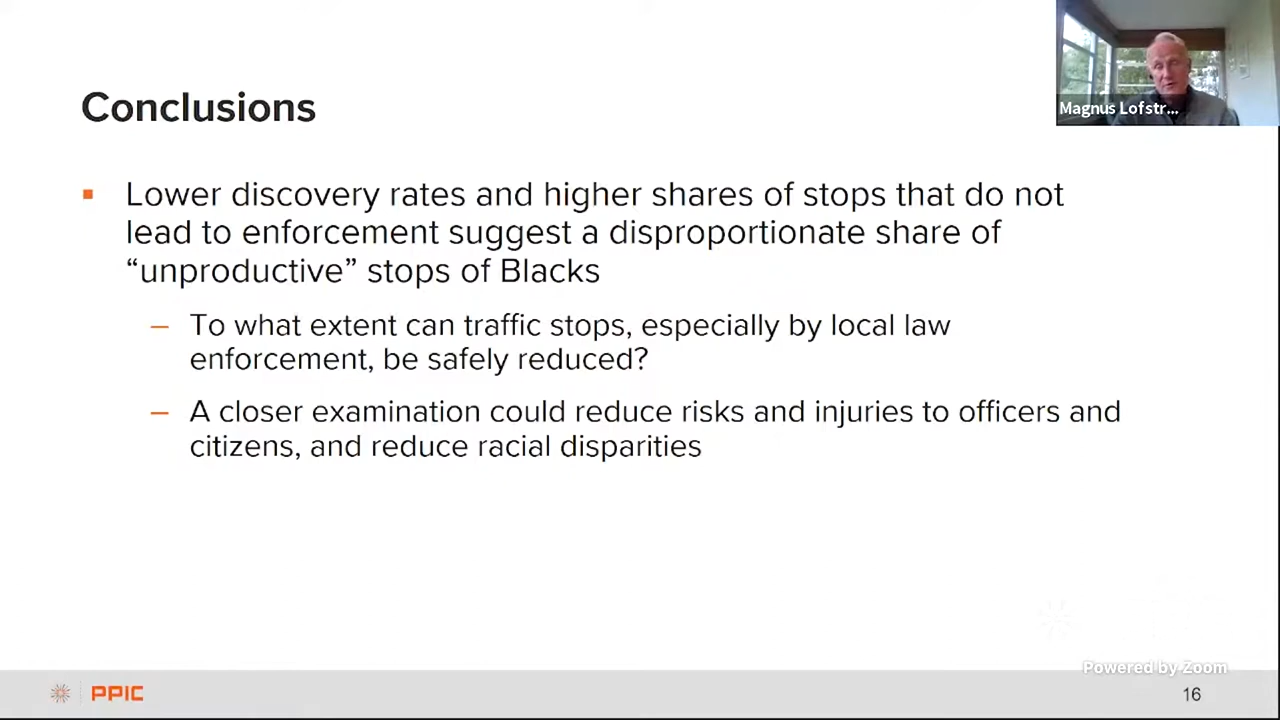 Magnus Lofstr...
Conclusions
▪ Lower discovery rates and higher shares of stops that do not
lead to enforcement suggest a disproportionate share of
“unproductive” stops of Blacks
– To what extent can traffic stops, especially by local law
enforcement, be safely reduced?
– A closer examination could reduce risks and injuries to officers and
citizens, and reduce racial disparities
Powered by Zoom
PPIC
16